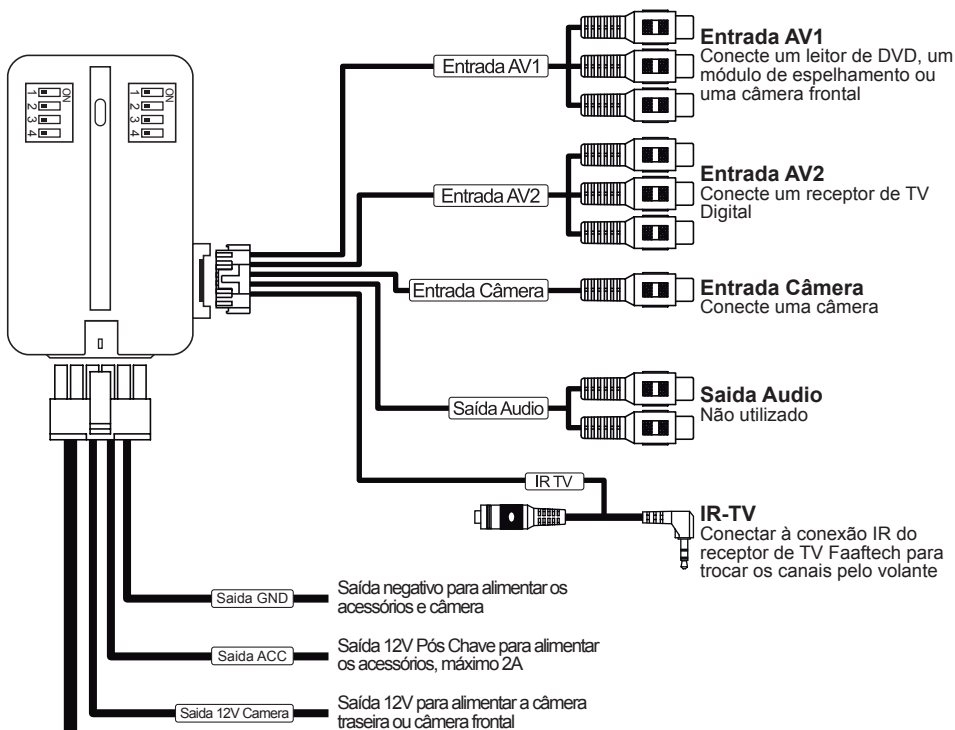 ON
1
2
3
4
ON
1
2
3
4
Entrada AV1
Entrada AV1
Conecte um leitor de DVD, um
módulo de espelhamento ou
uma câmera frontal
Entrada AV2
Entrada AV2
Conecte um receptor de TV
Digital
Entrada Câmera
Entrada Câmera
Conecte uma câmera
Saída Audio
Saida Audio
Não utilizado
IR TV
IR-TV
Conectar à conexão IR do
receptor de TV Faaftech para
trocar os canais pelo volante
Saida GND
Saída negativo para alimentar os
acessórios e câmera
Saida ACC
Saída 12V Pós Chave para alimentar
os acessórios, máximo 2A
Saida 12V Camera
Saída 12V para alimentar a câmera
traseira ou câmera frontal